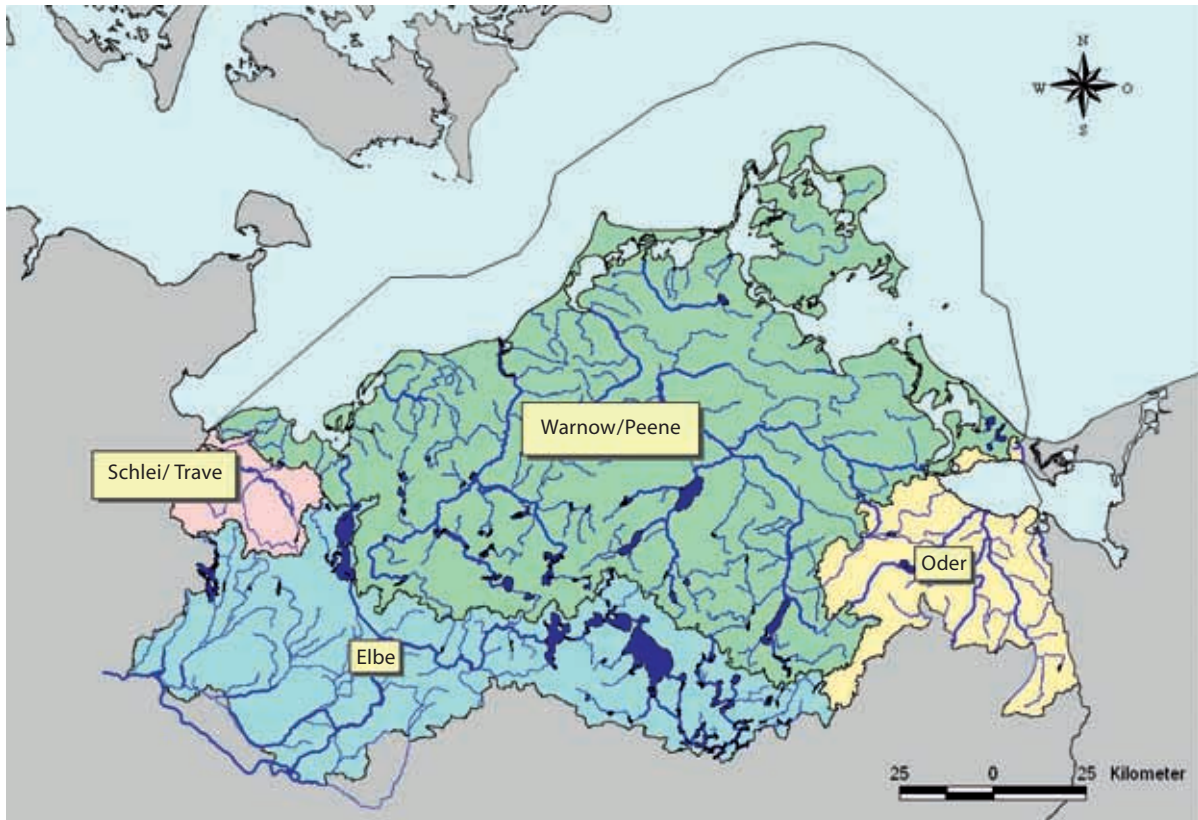 N
W O
S
Warnow/Peene
Schlei/ Trave
Oder
Elbe
25 0 25 Kilometer